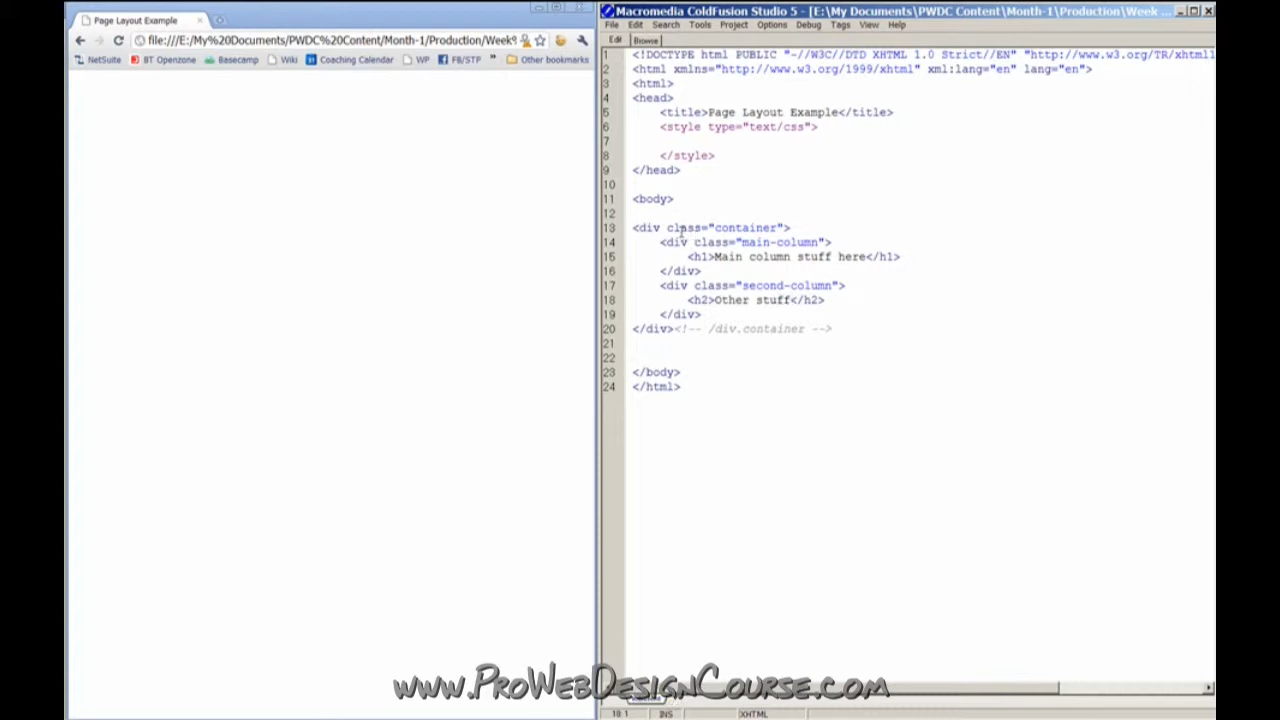 Page Layout Example
file:///E:/My%20Documents/PWDC%20Content/Month-1/Production/Week%
NetSuite BT Openzone Basecamp Wiki Coaching Calendar WP FB/STP » Other bookmarks
Macromedia ColdFusion Studio 5 - [E:\My Documents\PWDC Content\Month-1\Production\Week ...
File Edit Search Tools Project Options Debug Tags View Help
Edit Browse
1 <!DOCTYPE html PUBLIC "-//W3C//DTD XHTML 1.0 Strict//EN" "http://www.w3.org/TR/xhtml1
2 <html xmlns="http://www.w3.org/1999/xhtml" xml:lang="en" lang="en">
3 <html>
4 <head>
5 <title>Page Layout Example</title>
6 <style type="text/css">
7
8 </style>
9 </head>
10
11 <body>
12
13 <div class="container">
14 <div class="main-column">
15 <h1>Main column stuff here</h1>
16 </div>
17 <div class="second-column">
18 <h2>Other stuff</h2>
19 </div>
20 </div><!-- /div.container -->
21
22
23 </body>
24 </html>
www.ProWebDesignCourse.com
18:1 INS XHTML